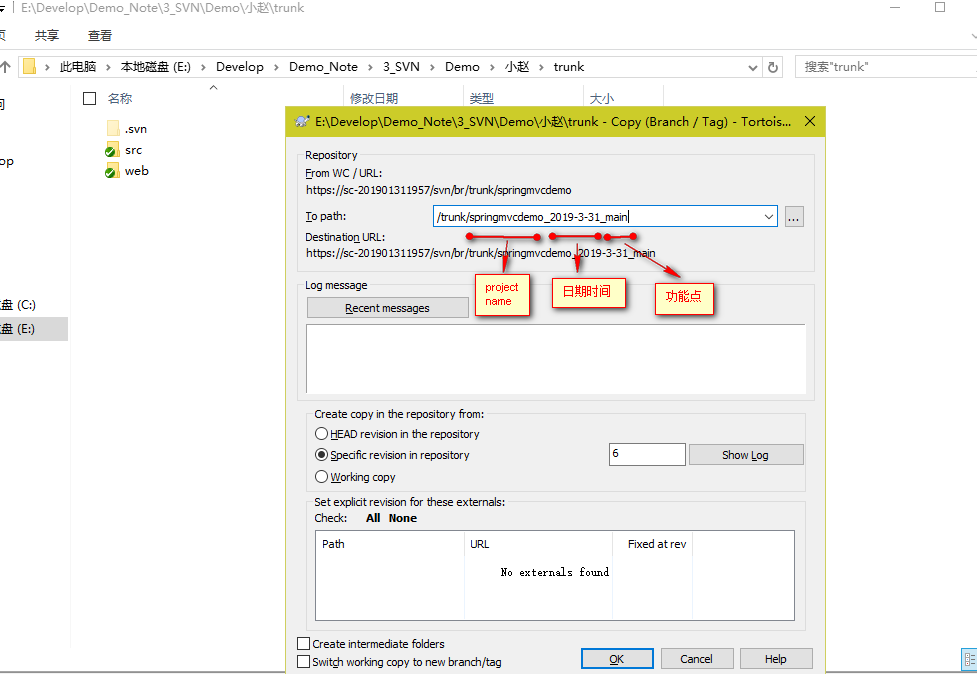 E:\Develop\Demo_Note\3_SVN\Demo\小赵\trunk
共享 查看
此电脑 本地磁盘 (E:) Develop Demo_Note 3_SVN Demo 小赵 trunk 搜索"trunk"
名称 修改日期 类型 大小
.svn
src
web
op
盘 (C:)
盘 (E:)
E:\Develop\Demo_Note\3_SVN\Demo\小赵\trunk - Copy (Branch / Tag) - Tortois...
Repository
From WC / URL:
https://sc-201901311957/svn/br/trunk/springmvcdemo
To path: /trunk/springmvcdemo_2019-3-31_main ...
Destination URL:
https://sc-201901311957/svn/br/trunk/springmvcdemo_2019-3-31_main
project
name
日期时间
功能点
Log message
Recent messages
Create copy in the repository from:
HEAD revision in the repository
Specific revision in repository 6 Show Log
Working copy
Set explicit revision for these externals:
Check: All None
Path URL Fixed at rev
No externals found
Create intermediate folders
Switch working copy to new branch/tag
OK Cancel Help